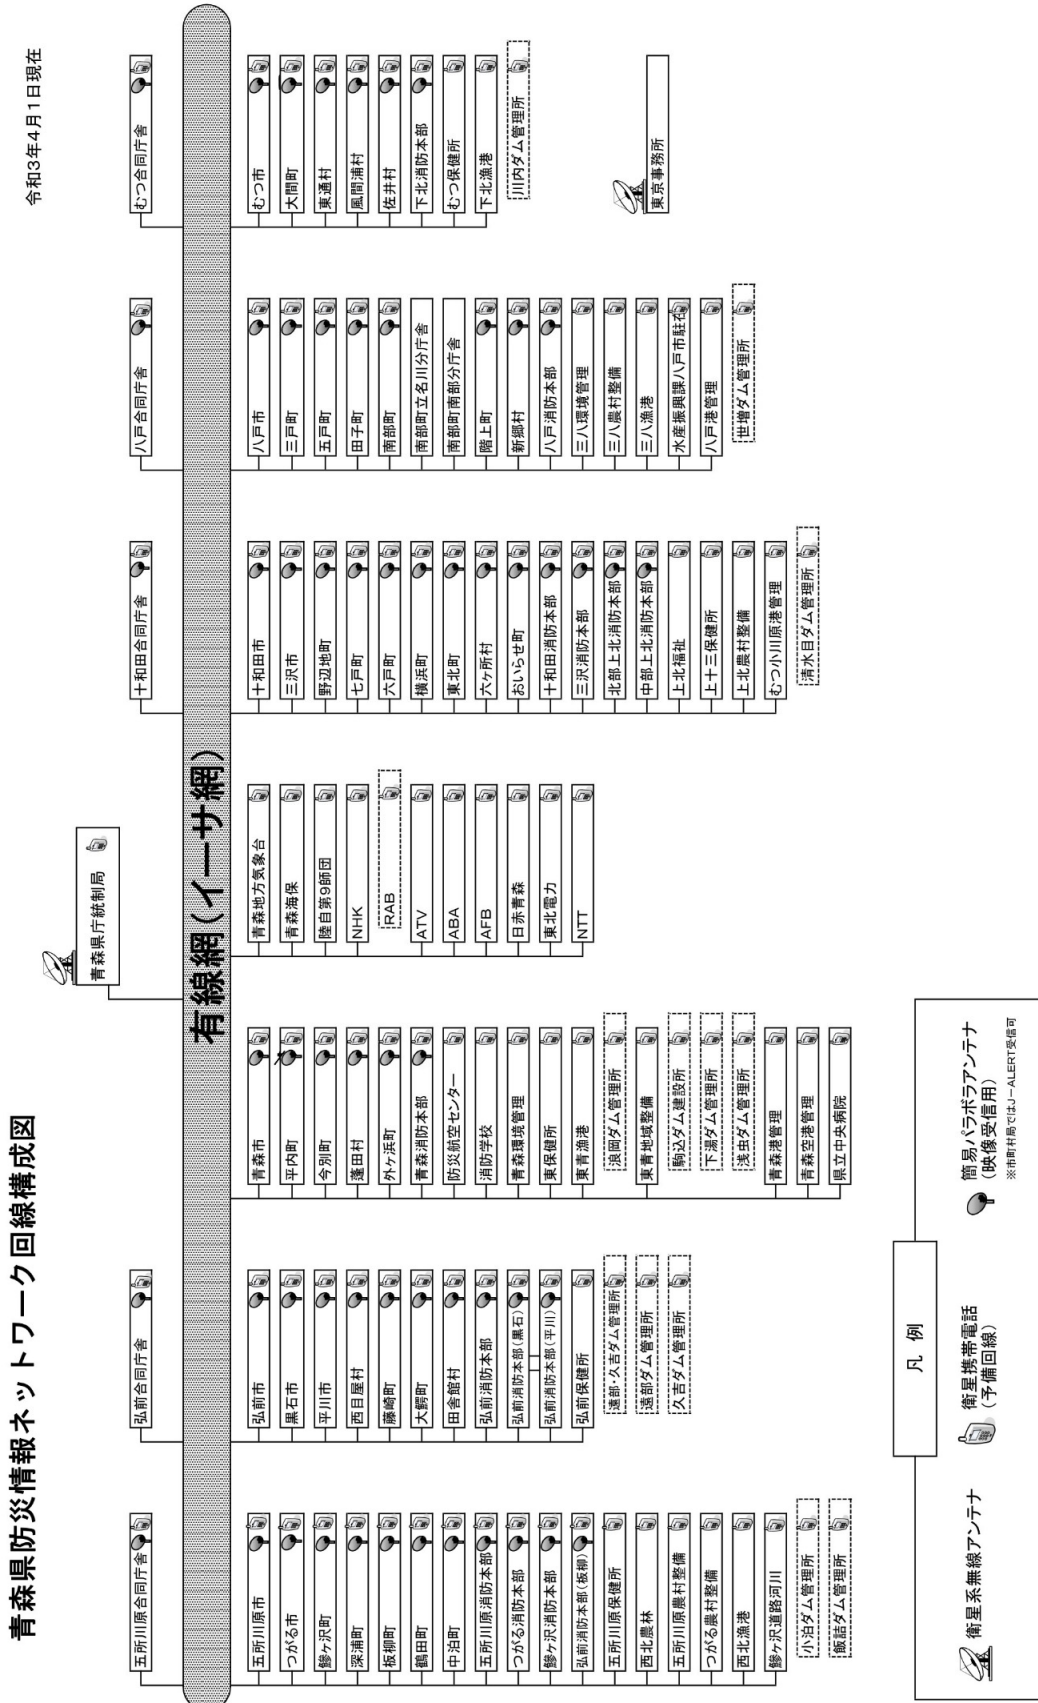 青森県防災情報ネットワーク回線構成図
令和3年4月1日現在
青森県庁統制局
有線網(イーサ網)
五所川原合同庁舎
五所川原市
つがる市
鰺ヶ沢町
深浦町
板柳町
鶴田町
中泊町
五所川原消防本部
つがる消防本部
鰺ヶ沢消防本部
弘前消防本部(板柳)
五所川原保健所
西北農林
五所川原農村整備
つがる農村整備
西北漁港
鰺ヶ沢道路河川
小泊ダム管理所
飯詰ダム管理所
弘前合同庁舎
弘前市
黒石市
平川市
西目屋村
藤崎町
大鰐町
田舎館村
弘前消防本部
弘前消防本部(黒石)
弘前消防本部(平川)
弘前保健所
遠部・久吉ダム管理所
遠部ダム管理所
久吉ダム管理所
青森市
平内町
今別町
蓬田村
外ヶ浜町
青森消防本部
防災航空センター
消防学校
青森環境管理
東保健所
東青漁港
浪岡ダム管理所
東青地域整備
駒込ダム建設所
下湯ダム管理所
浅虫ダム管理所
青森港管理
青森空港管理
県立中央病院
青森地方気象台
青森海保
陸自第9師団
NHK
RAB
ATV
ABA
AFB
日赤青森
東北電力
NTT
十和田合同庁舎
十和田市
三沢市
野辺地町
七戸町
六戸町
横浜町
東北町
六ヶ所村
おいらせ町
十和田消防本部
三沢消防本部
北部上北消防本部
中部上北消防本部
上北福祉
上十三保健所
上北農村整備
むつ小川原港管理
清水目ダム管理所
八戸合同庁舎
八戸市
三戸町
五戸町
田子町
南部町
南部町立名川分庁舎
南部町南部分庁舎
階上町
新郷村
八戸消防本部
三八環境管理
三八農村整備
三八漁港
水産振興課八戸市駐在
八戸港管理
世増ダム管理所
むつ合同庁舎
むつ市
大間町
東通村
風間浦村
佐井村
下北消防本部
むつ保健所
下北漁港
川内ダム管理所
東京事務所
凡 例
衛星系無線アンテナ
衛星携帯電話
(予備回線)
簡易パラボラアンテナ
(映像受信用)
※市町村局ではJ-ALERT受信可